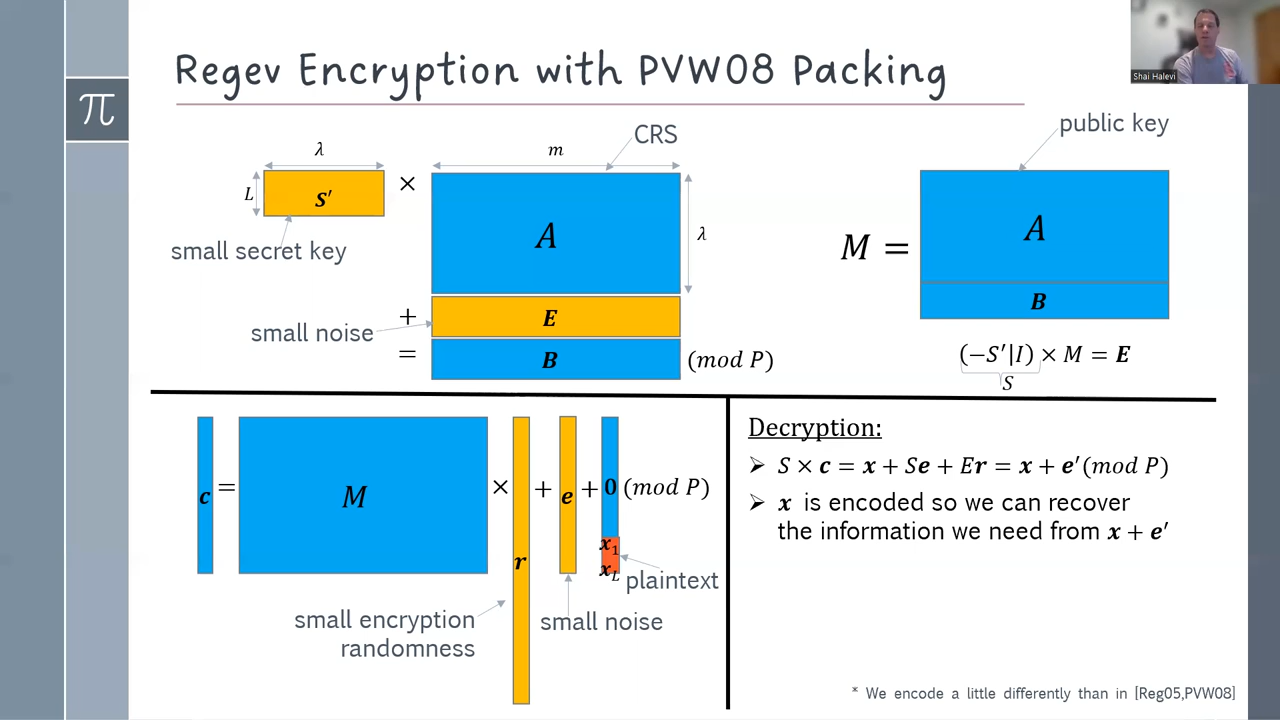 Regev Encryption with PVW08 Packing
Shai Halevi
π
CRS
public key
λ
m
L
S′
×
A
λ
small secret key
M =
A
B
+
E
small noise
=
B
(mod P)
(−S′|I) × M = E
S
c = M × r + e + 0 (mod P)
x₁
x_L
plaintext
small encryption
randomness
small noise
Decryption:
➢ S × c = x + Se + Er = x + e′(mod P)
➢ x is encoded so we can recover
the information we need from x + e′
* We encode a little differently than in [Reg05,PVW08]